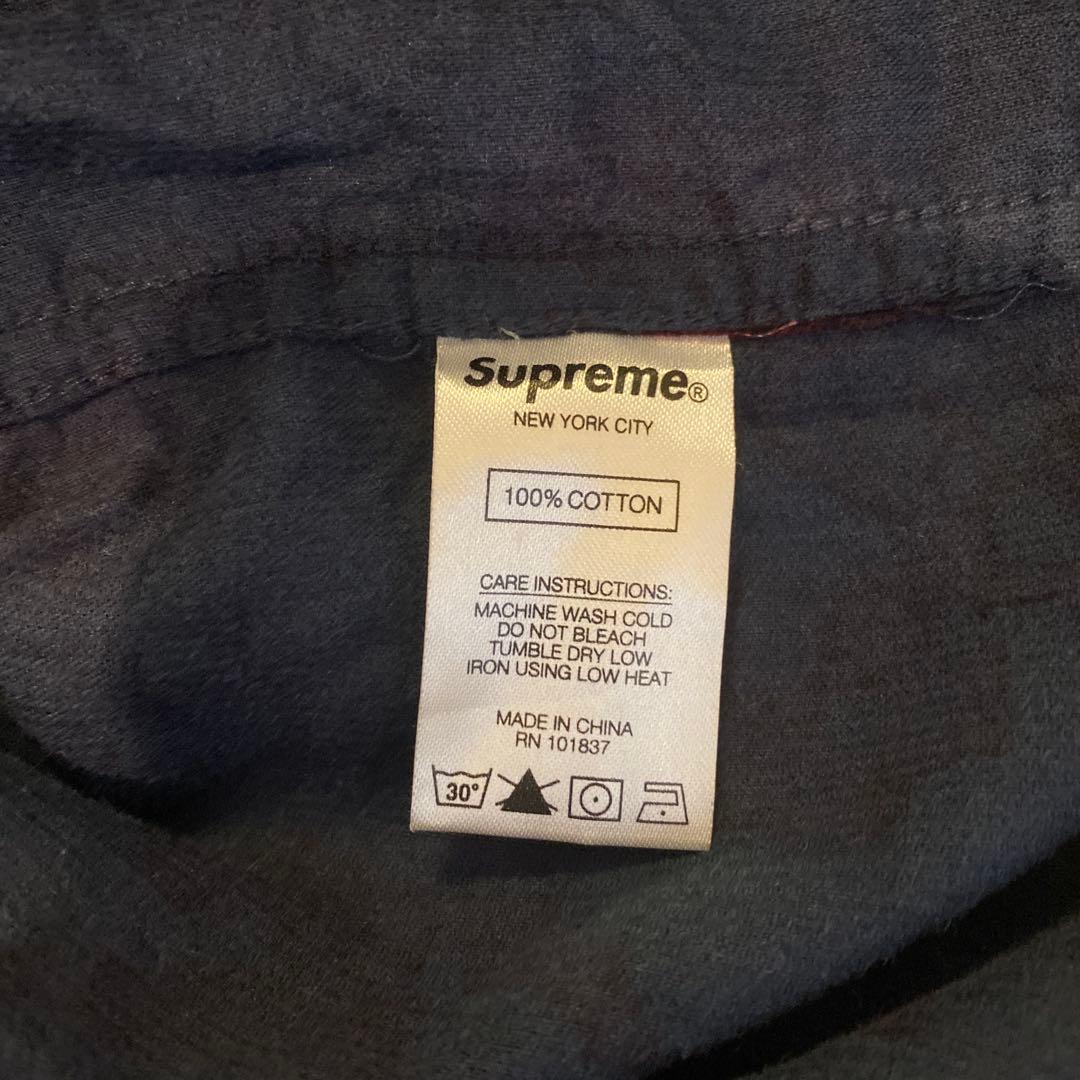 Supreme®
NEW YORK CITY
100% COTTON
CARE INSTRUCTIONS:
MACHINE WASH COLD
DO NOT BLEACH
TUMBLE DRY LOW
IRON USING LOW HEAT
MADE IN CHINA
RN 101837
30°